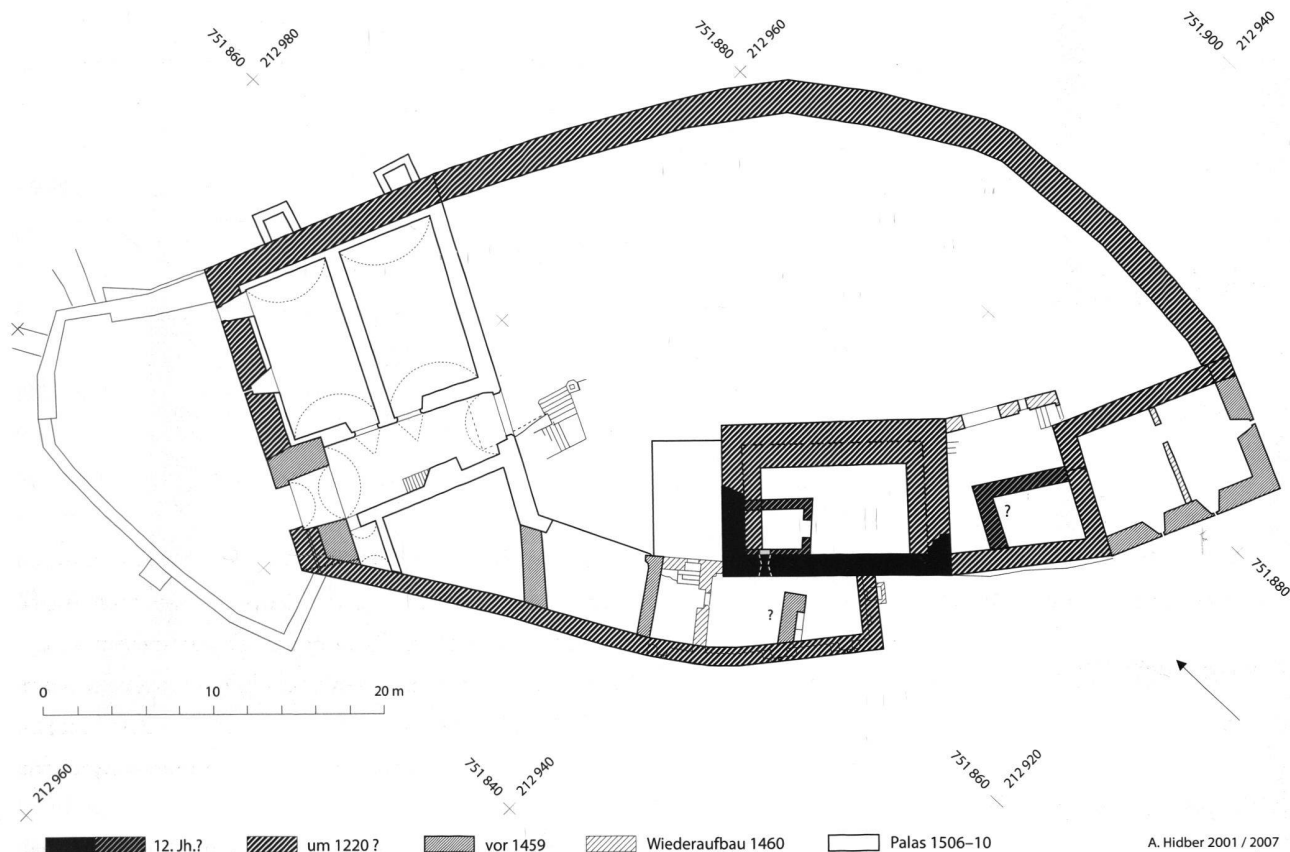 751.860 212 980
751.880 212 960
751.900 212 940
?
?
751.880
0 10 20 m
212 960
751.840 212 940
751.860 212 920
12. Jh.? um 1220 ? vor 1459 Wiederaufbau 1460 Palas 1506–10 A. Hidber 2001 / 2007